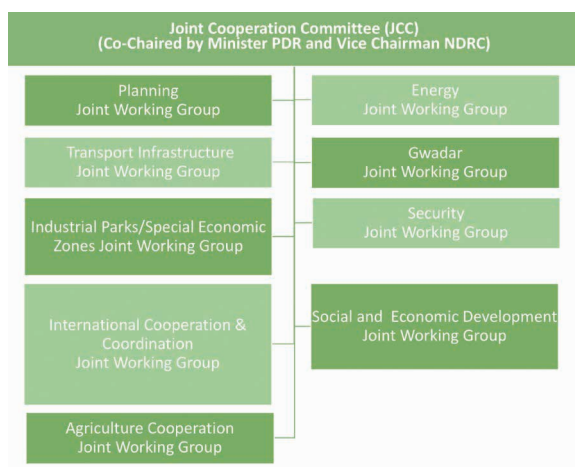 Joint Cooperation Committee (JCC)
(Co-Chaired by Minister PDR and Vice Chairman NDRC)
Planning
Joint Working Group
Energy
Joint Working Group
Transport Infrastructure
Joint Working Group
Gwadar
Joint Working Group
Industrial Parks/Special Economic
Zones Joint Working Group
Security
Joint Working Group
International Cooperation &
Coordination
Joint Working Group
Social and Economic Development
Joint Working Group
Agriculture Cooperation
Joint Working Group